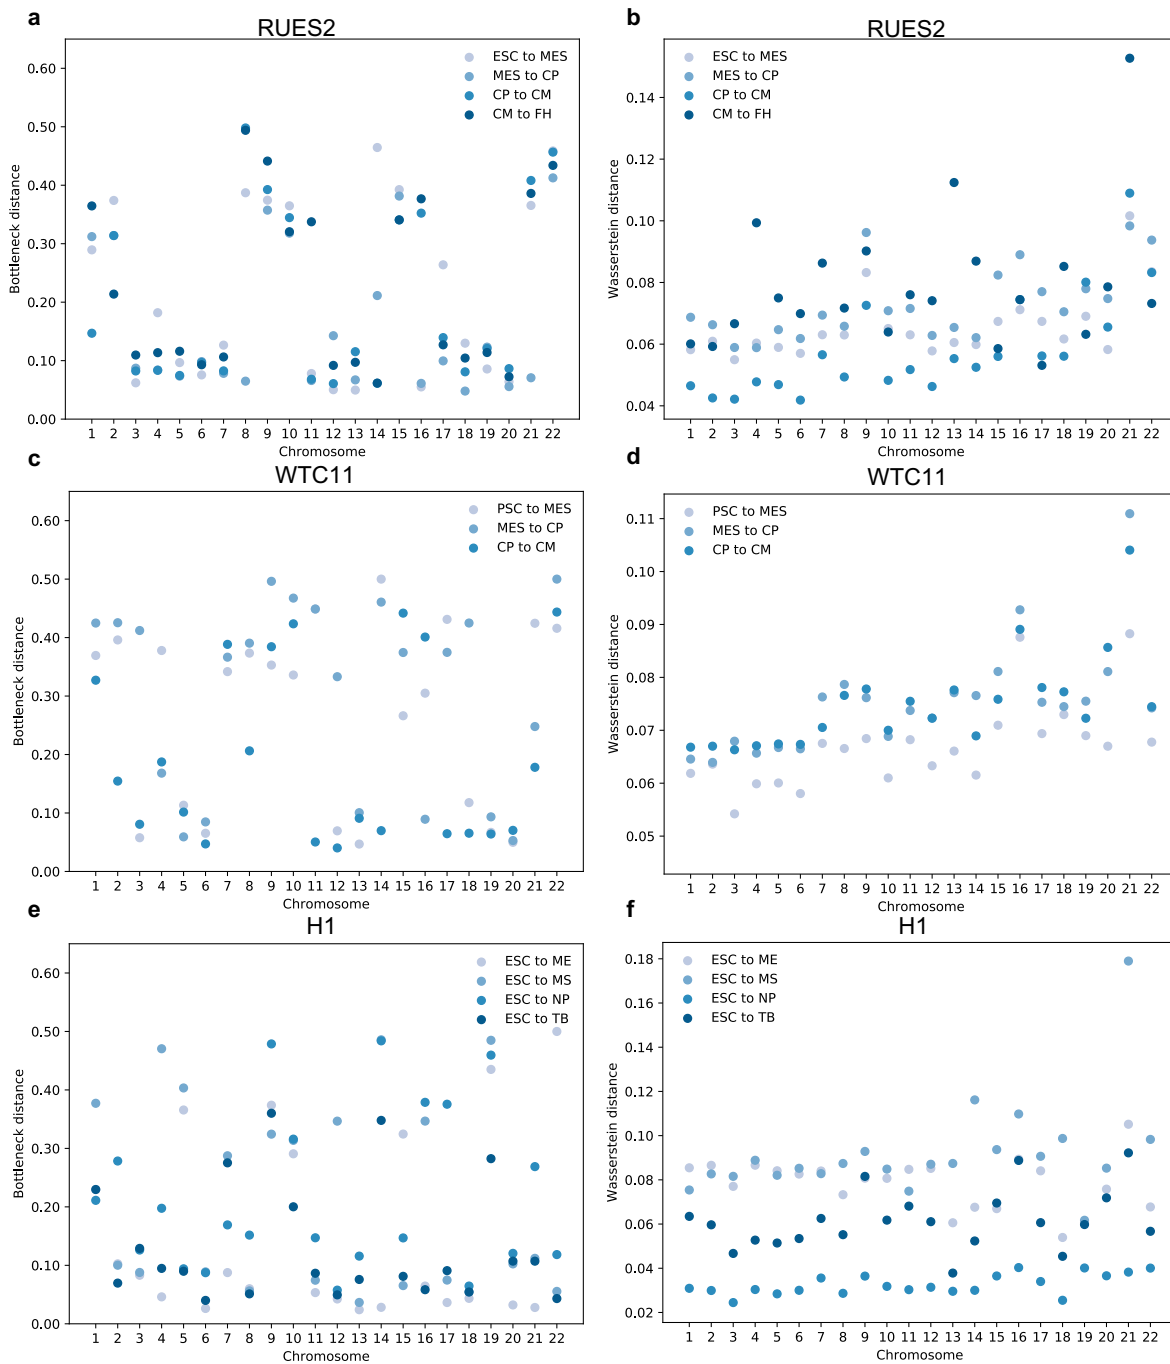 a
RUES2
0.60
0.50
0.40
0.30
0.20
0.10
0.00
Bottleneck distance
ESC to MES
MES to CP
CP to CM
CM to FH
1 2 3 4 5 6 7 8 9 10 11 12 13 14 15 16 17 18 19 20 21 22
Chromosome
b
RUES2
0.14
0.12
0.10
0.08
0.06
0.04
Wasserstein distance
ESC to MES
MES to CP
CP to CM
CM to FH
1 2 3 4 5 6 7 8 9 10 11 12 13 14 15 16 17 18 19 20 21 22
Chromosome
c
WTC11
0.60
0.50
0.40
0.30
0.20
0.10
0.00
Bottleneck distance
PSC to MES
MES to CP
CP to CM
1 2 3 4 5 6 7 8 9 10 11 12 13 14 15 16 17 18 19 20 21 22
Chromosome
d
WTC11
0.11
0.10
0.09
0.08
0.07
0.06
0.05
Wasserstein distance
PSC to MES
MES to CP
CP to CM
1 2 3 4 5 6 7 8 9 10 11 12 13 14 15 16 17 18 19 20 21 22
Chromosome
e
H1
0.60
0.50
0.40
0.30
0.20
0.10
0.00
Bottleneck distance
ESC to ME
ESC to MS
ESC to NP
ESC to TB
1 2 3 4 5 6 7 8 9 10 11 12 13 14 15 16 17 18 19 20 21 22
Chromosome
f
H1
0.18
0.16
0.14
0.12
0.10
0.08
0.06
0.04
0.02
Wasserstein distance
ESC to ME
ESC to MS
ESC to NP
ESC to TB
1 2 3 4 5 6 7 8 9 10 11 12 13 14 15 16 17 18 19 20 21 22
Chromosome